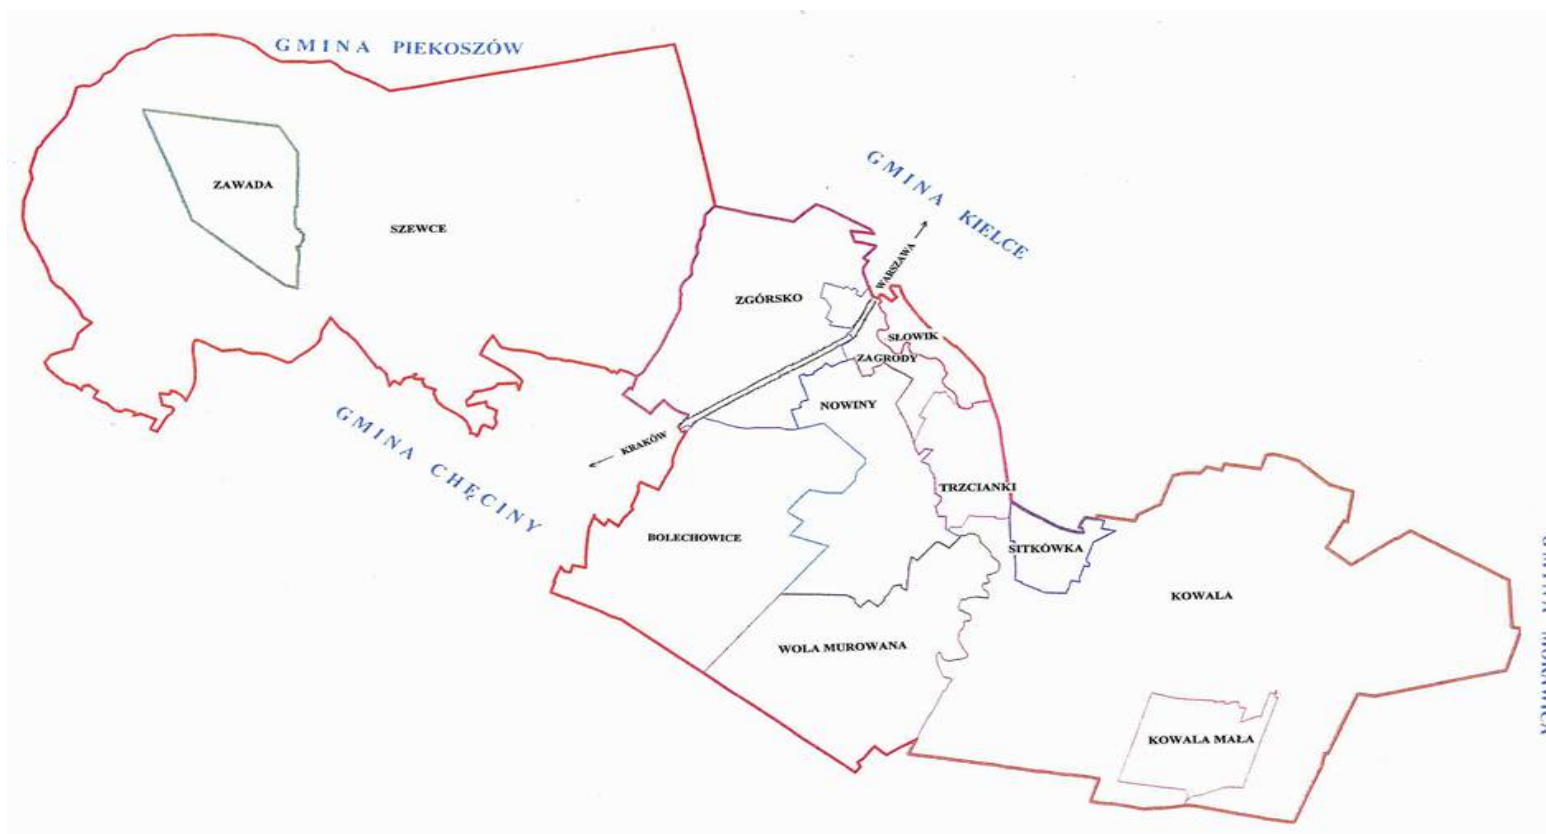 GMINA PIEKOSZÓW
GMINA KIELCE
ZAWADA
SZEWCE
WARSZAWA
ZGÓRSKO
SŁOWIK
ZAGRODY
NOWINY
GMINA CHĘCINY
KRAKÓW
TRZCIANKI
BOLECHOWICE
SITKÓWKA
KOWALA
WOLA MUROWANA
KOWALA MAŁA